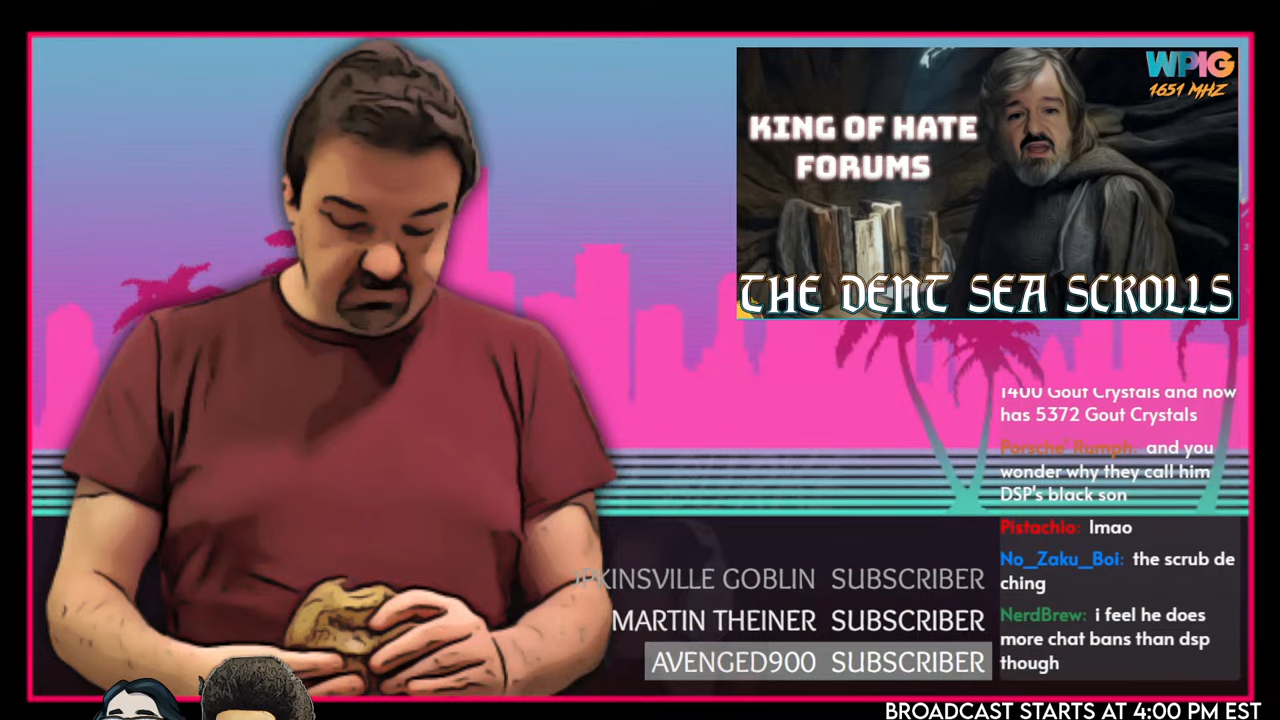 WPIG
1651 MHZ
KING OF HATE
FORUMS
THE DENT SEA SCROLLS
1400 Gout Crystals and now
has 5372 Gout Crystals
Porsche' Rumph: and you
wonder why they call him
DSP's black son
Pistachio: lmao
No_Zaku_Boi: the scrub de
ching
NerdBrew: i feel he does
more chat bans than dsp
though
PKINSVILLE GOBLIN SUBSCRIBER
MARTIN THEINER SUBSCRIBER
AVENGED900 SUBSCRIBER
BROADCAST STARTS AT 4:00 PM EST